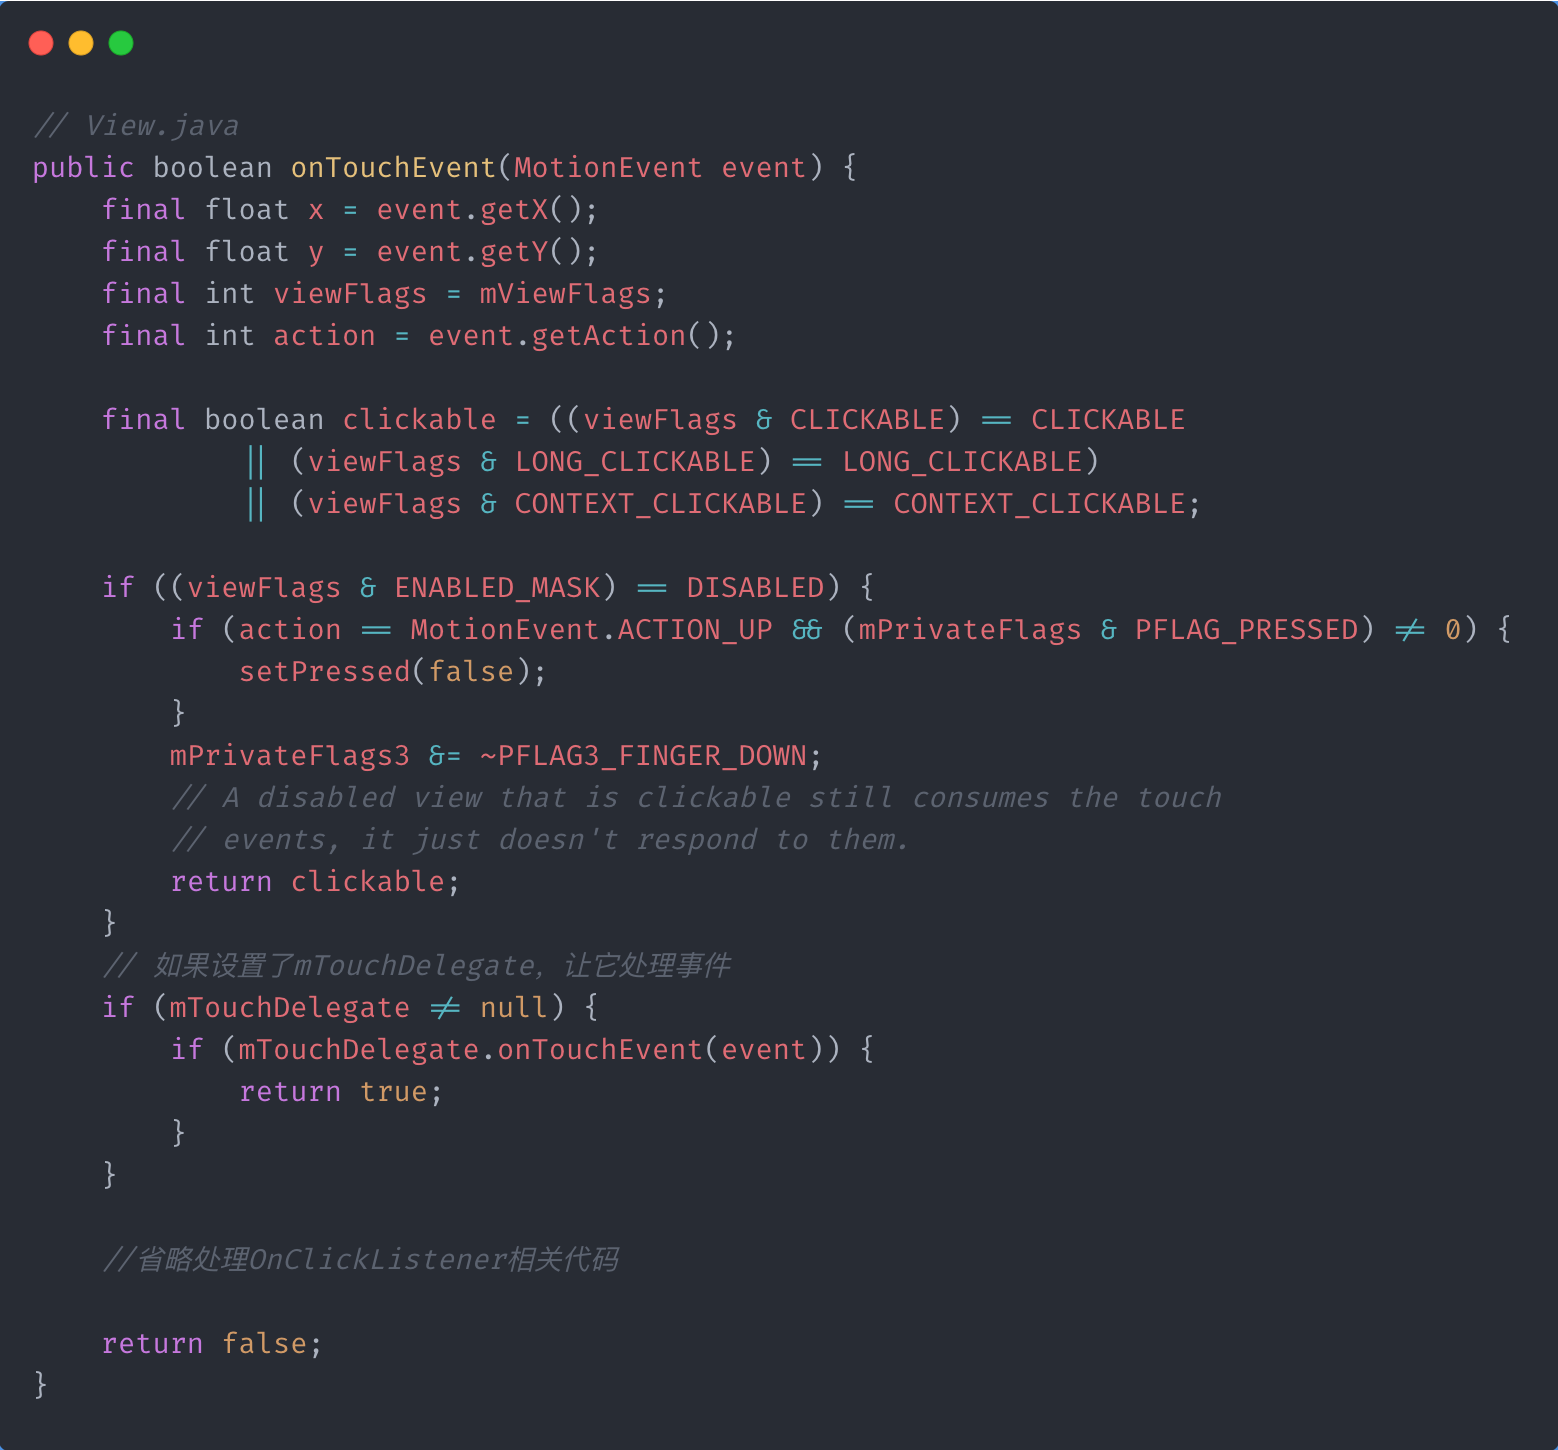 // View.java
public boolean onTouchEvent(MotionEvent event) {
    final float x = event.getX();
    final float y = event.getY();
    final int viewFlags = mViewFlags;
    final int action = event.getAction();

    final boolean clickable = ((viewFlags & CLICKABLE) == CLICKABLE
            || (viewFlags & LONG_CLICKABLE) == LONG_CLICKABLE)
            || (viewFlags & CONTEXT_CLICKABLE) == CONTEXT_CLICKABLE;

    if ((viewFlags & ENABLED_MASK) == DISABLED) {
        if (action == MotionEvent.ACTION_UP && (mPrivateFlags & PFLAG_PRESSED) != 0) {
            setPressed(false);
        }
        mPrivateFlags3 &= ~PFLAG3_FINGER_DOWN;
        // A disabled view that is clickable still consumes the touch
        // events, it just doesn't respond to them.
        return clickable;
    }
    // 如果设置了mTouchDelegate，让它处理事件
    if (mTouchDelegate != null) {
        if (mTouchDelegate.onTouchEvent(event)) {
            return true;
        }
    }

    //省略处理OnClickListener相关代码

    return false;
}